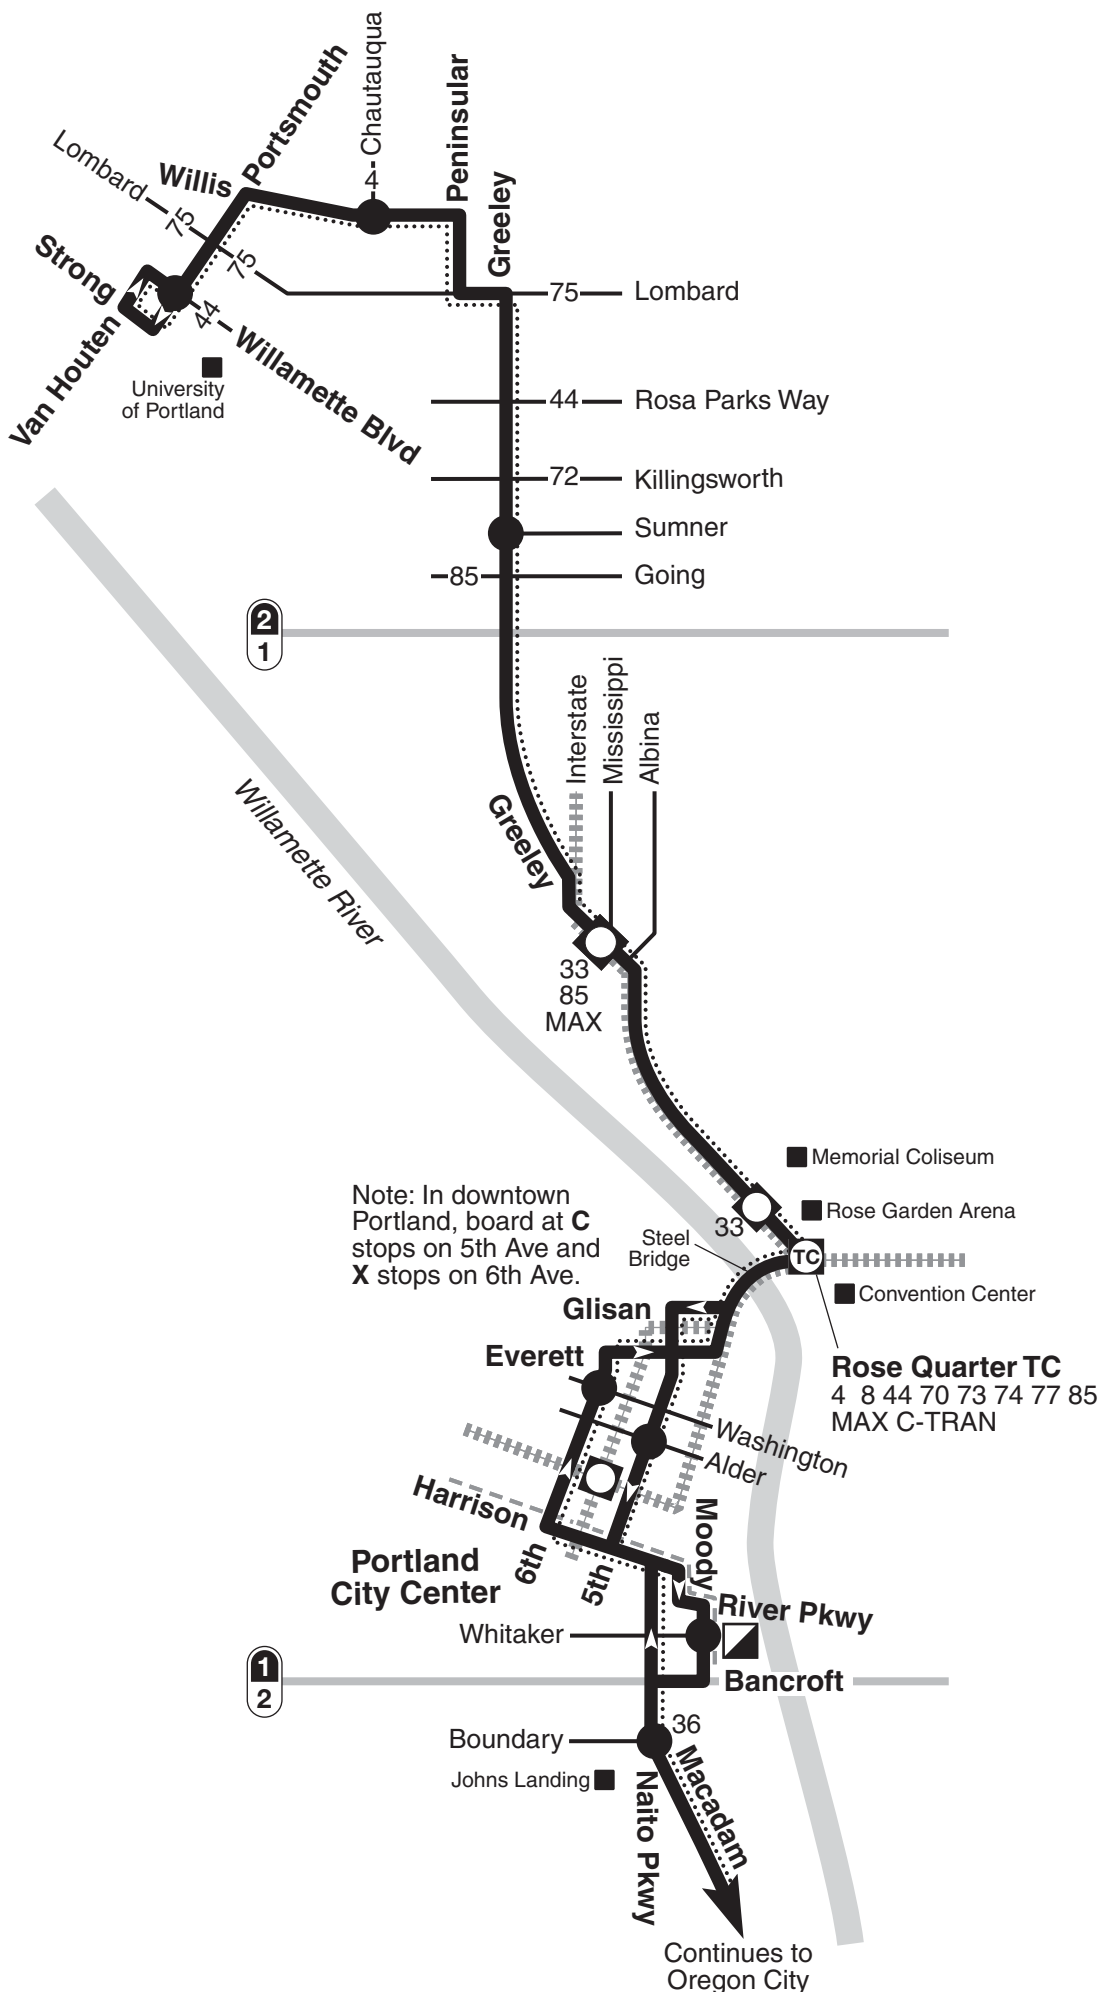 Chautauqua
4
Peninsular
Greeley
Portsmouth
Willis
Lombard
75
75
Strong
44
Van Houten
Willamette Blvd
University
of Portland
75
Lombard
44
Rosa Parks Way
72
Killingsworth
Sumner
85
Going
2
1
Interstate
Mississippi
Albina
Greeley
Willamette River
33
85
MAX
Memorial Coliseum
Rose Garden Arena
33
TC
Convention Center
Note: In downtown
Portland, board at C
stops on 5th Ave and
X stops on 6th Ave.
Steel
Bridge
Glisan
Everett
Rose Quarter TC
4 8 44 70 73 74 77 85
MAX C-TRAN
Washington
Alder
Harrison
6th
5th
Portland
City Center
Moody
River Pkwy
Whitaker
Bancroft
1
2
36
Boundary
Johns Landing
Macadam
Naito Pkwy
Continues to
Oregon City